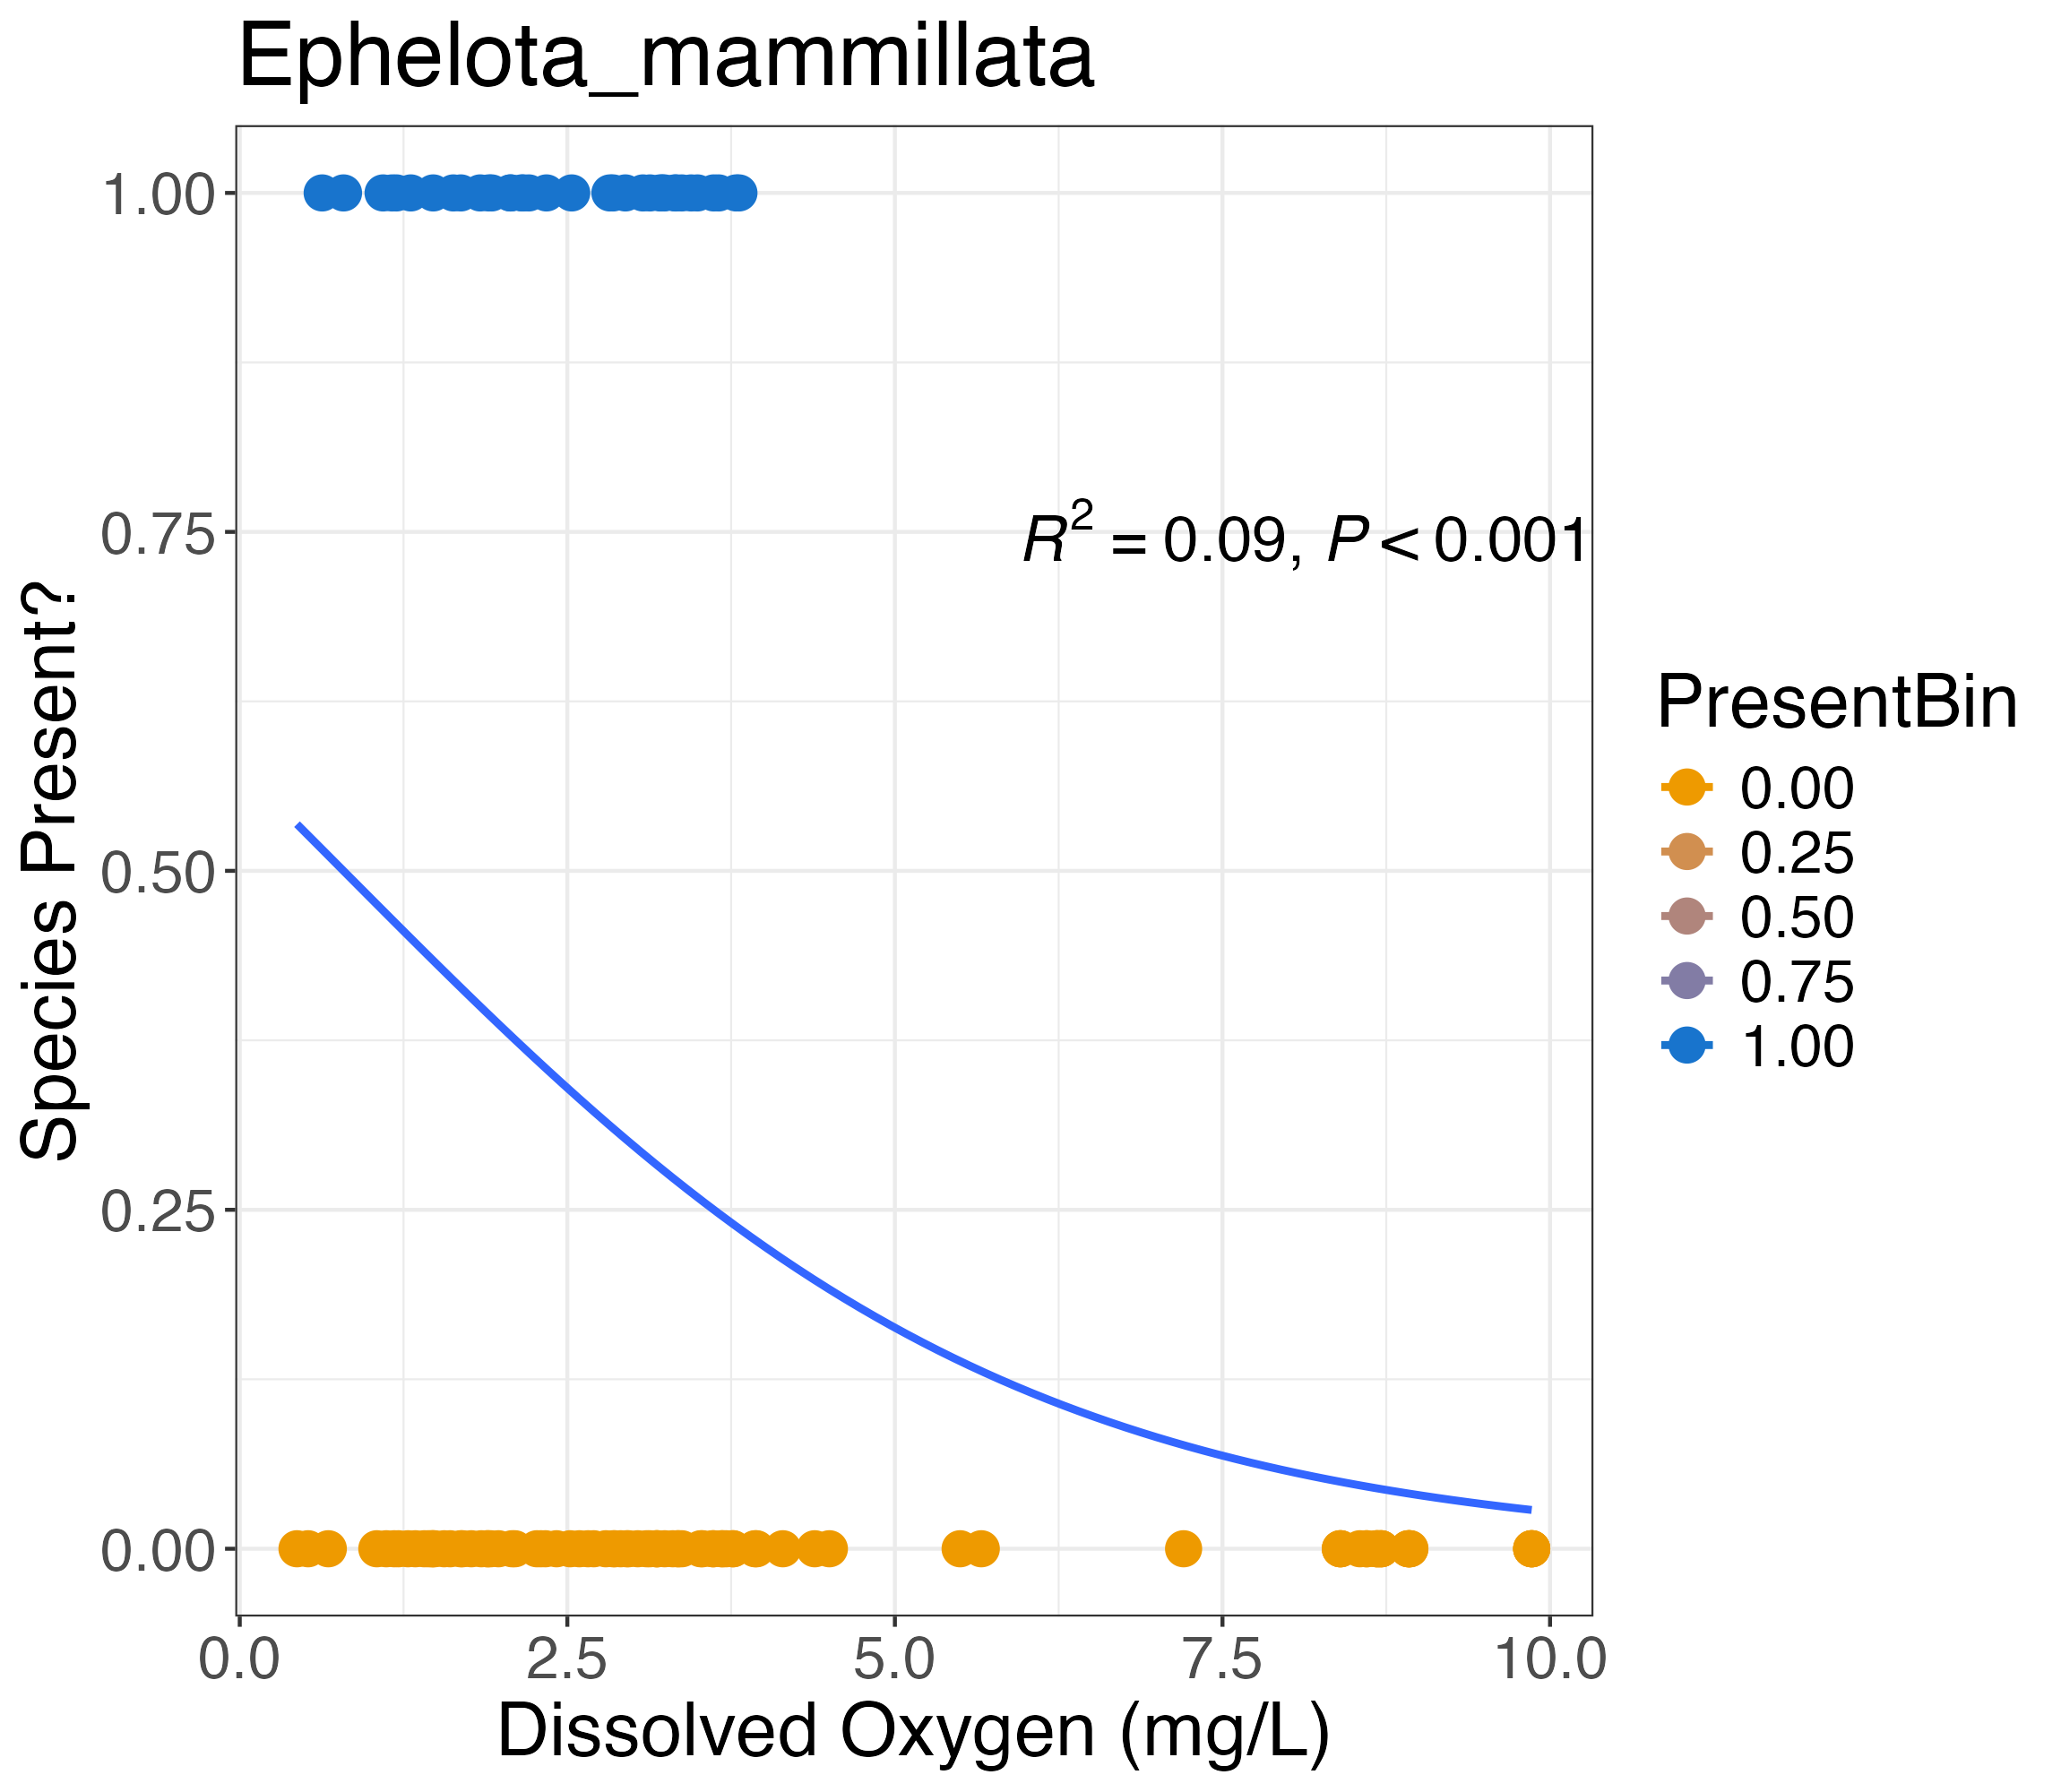 Ephelota_mammillata
1.00
0.75
0.50
0.25
0.00
Species Present?
R² = 0.09, P < 0.001
0.0 2.5 5.0 7.5 10.0
Dissolved Oxygen (mg/L)
PresentBin
0.00
0.25
0.50
0.75
1.00